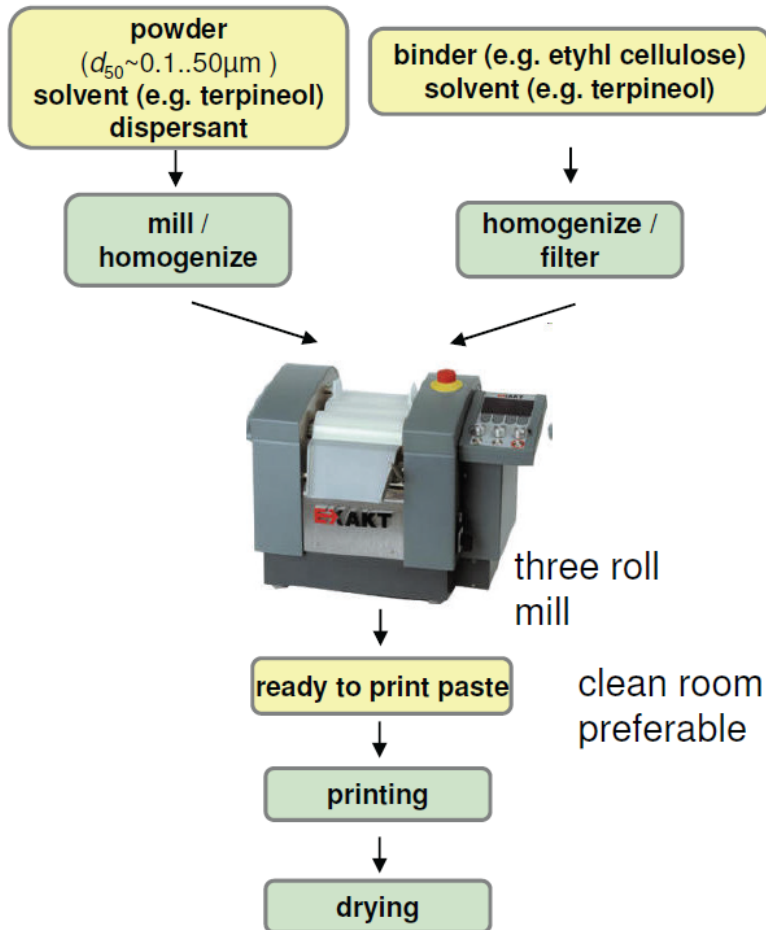 powder
(d50~0.1..50µm )
solvent (e.g. terpineol)
dispersant
binder (e.g. etyhl cellulose)
solvent (e.g. terpineol)
mill /
homogenize
homogenize /
filter
EXAKT
EXAKT
three roll
mill
ready to print paste
clean room
preferable
printing
drying